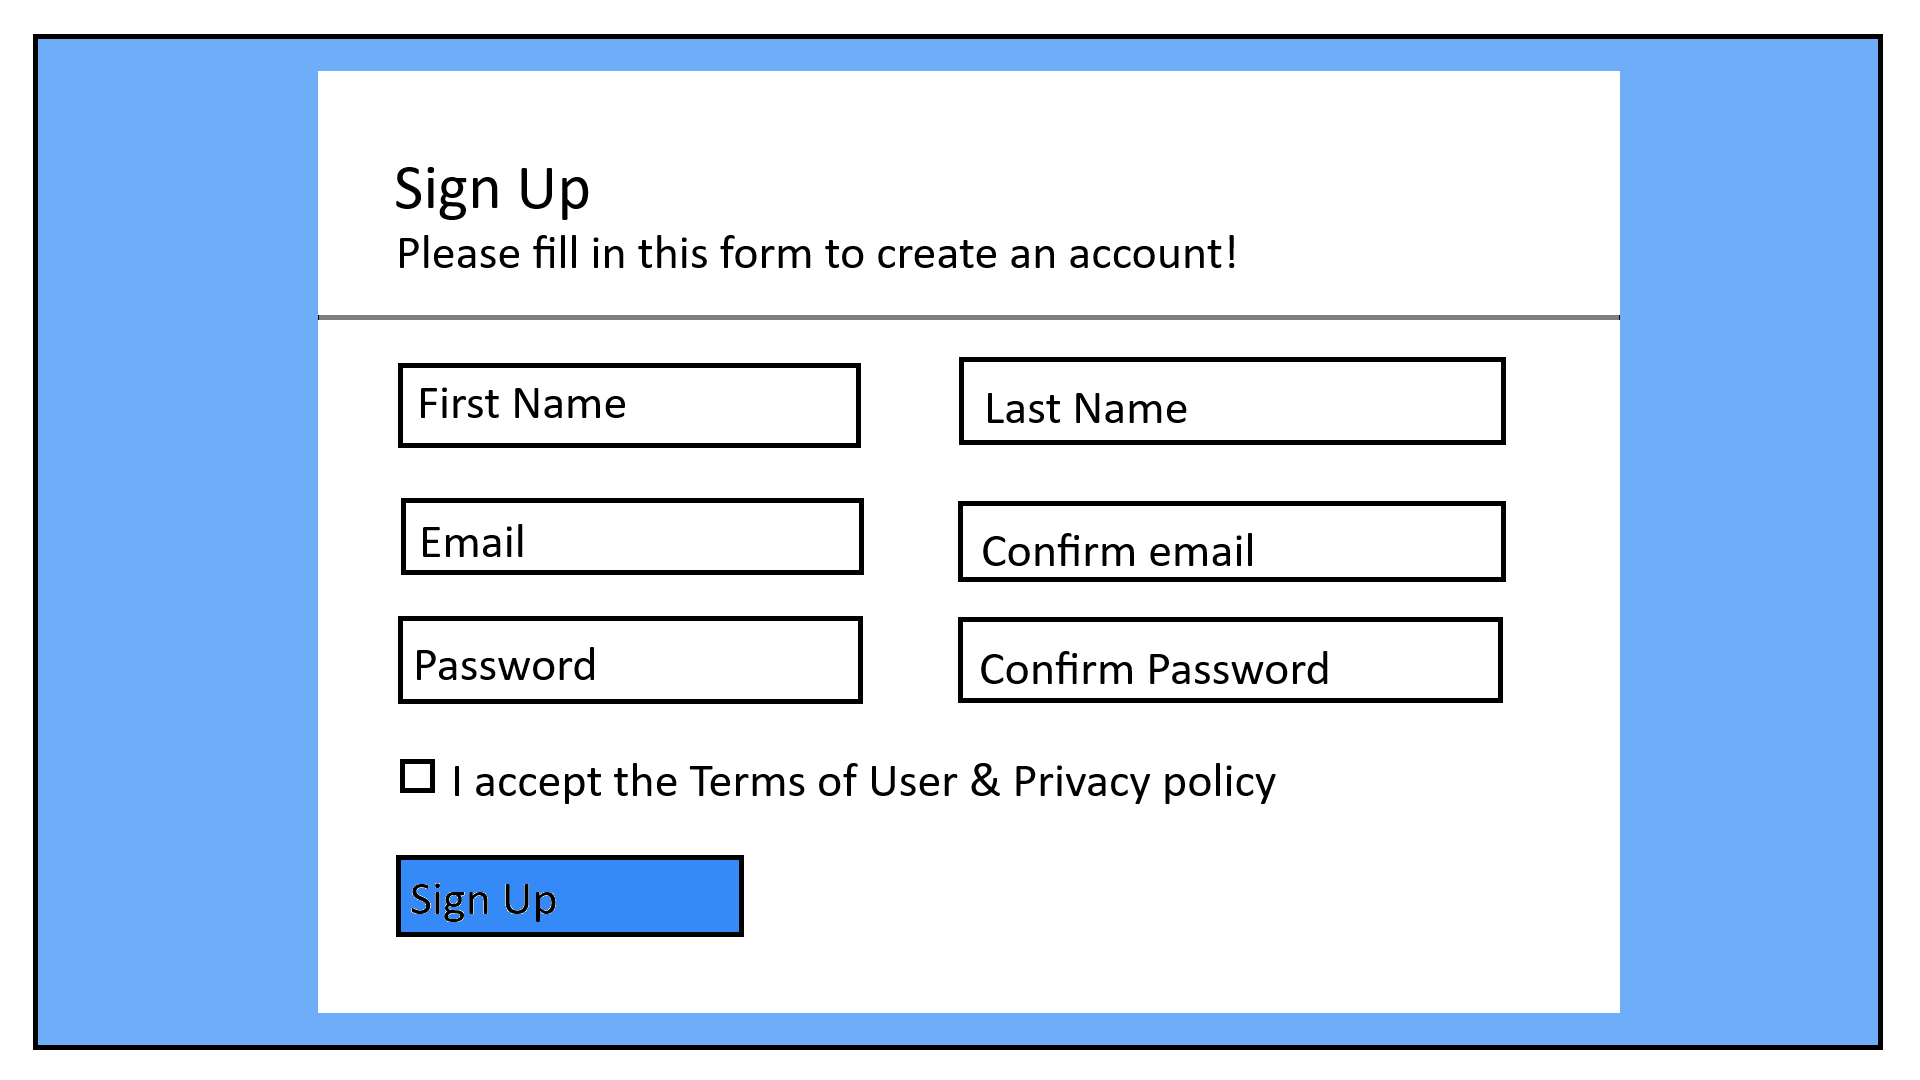 Sign Up
Please fill in this form to create an account!
First Name
Last Name
Email
Confirm email
Password
Confirm Password
I accept the Terms of User & Privacy policy
Sign Up